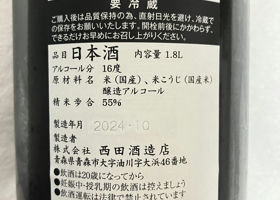 要冷蔵
ご購入後は品質保持の為、直射日光を避け、冷蔵で
の保存をお願いします。開栓前後にかかわらず、
できるだけお早めにお召し上がりください。
品目 日本酒 内容量 1.8L
アルコール分 16度
原材料名 米(国産)、米こうじ(国産米)
醸造アルコール
精米歩合 55%
製造年月 2024-10
製造者
株式会社 西田酒造店
青森県青森市大字油川字大浜46番地
●飲酒は20歳になってから
●妊娠中・授乳期の飲酒は控えましょう
●飲酒運転は法律で禁止されています